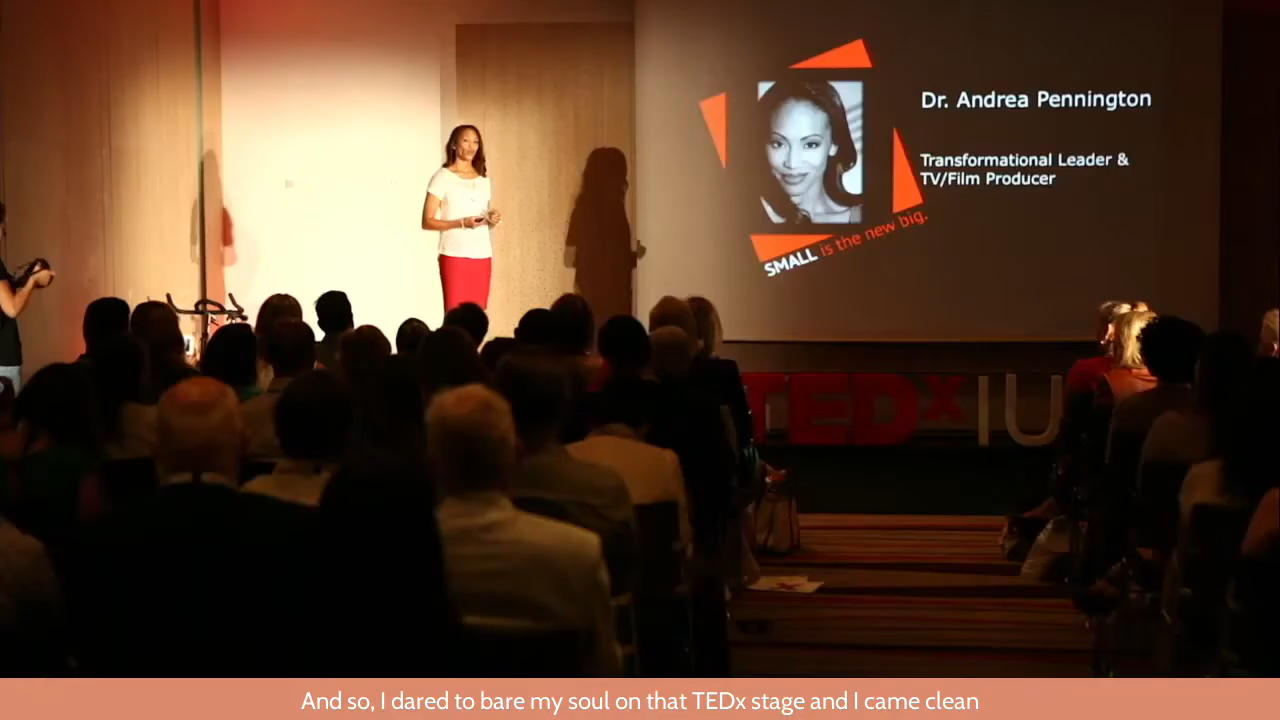 Dr. Andrea Pennington
Transformational Leader &
TV/Film Producer
SMALL is the new big.
TEDx IU
And so, I dared to bare my soul on that TEDx stage and I came clean